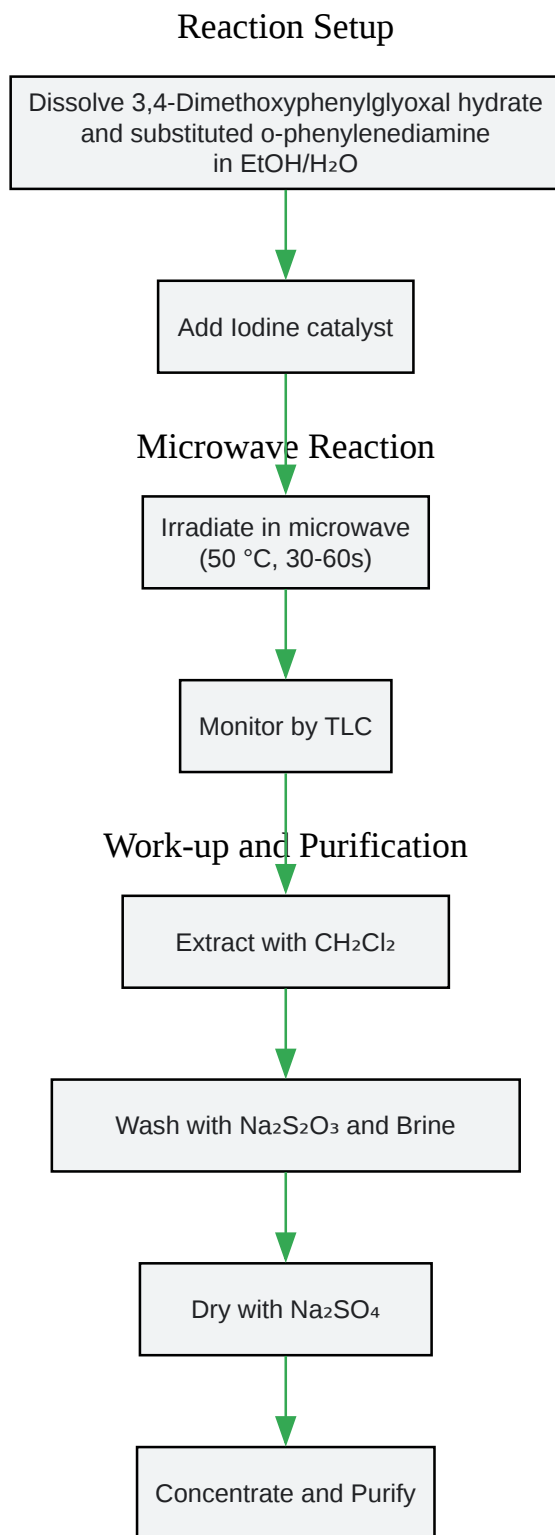 Reaction Setup
Dissolve 3,4-Dimethoxyphenylglyoxal hydrate
and substituted o-phenylenediamine
in EtOH/H₂O
Add Iodine catalyst
Microwave Reaction
Irradiate in microwave
(50 °C, 30-60s)
Monitor by TLC
Work-up and Purification
Extract with CH₂Cl₂
Wash with Na₂S₂O₃ and Brine
Dry with Na₂SO₄
Concentrate and Purify